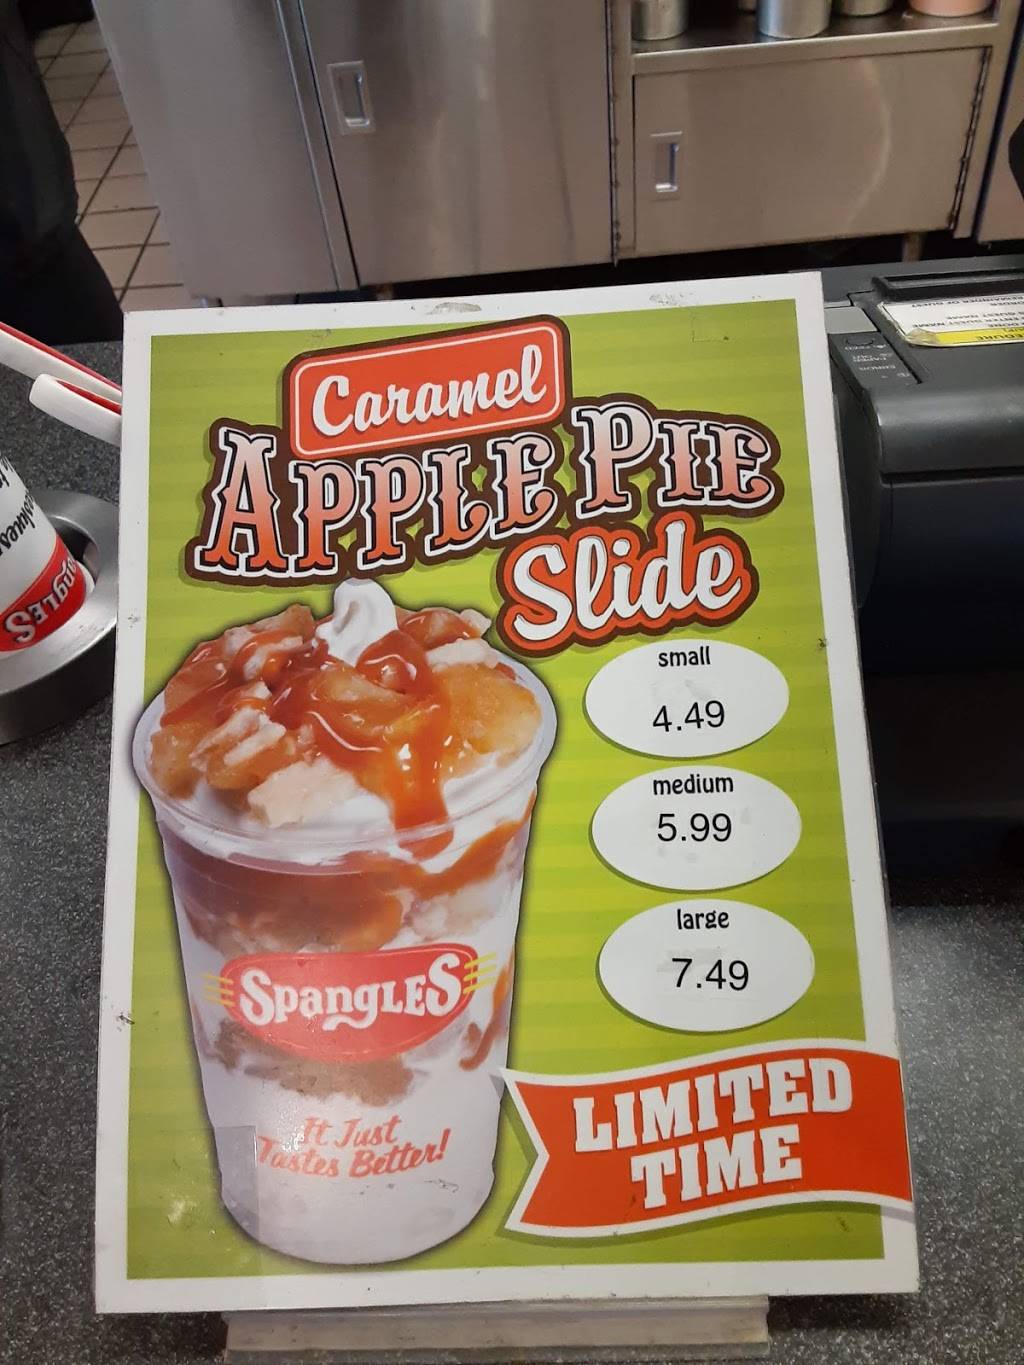 Caramel
APPLE PIE
Slide
small
4.49
medium
5.99
large
7.49
SpangLES
It Just
Tastes Better!
LIMITED
TIME
SpangLES